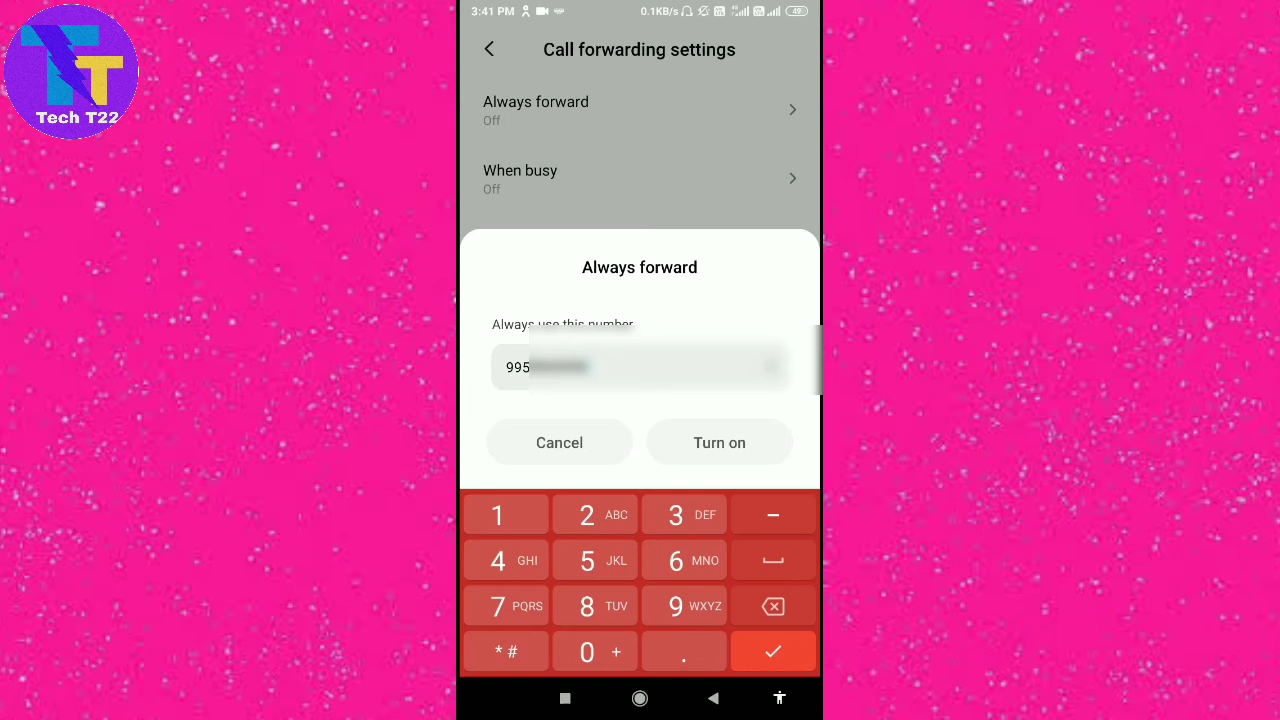 Tech T22
3:41 PM 0.1KB/s 49
Call forwarding settings
Always forward
Off
When busy
Off
Always forward
Always use this number
995
Cancel Turn on
1 2 ABC 3 DEF −
4 GHI 5 JKL 6 MNO
7 PQRS 8 TUV 9 WXYZ
* # 0 + .